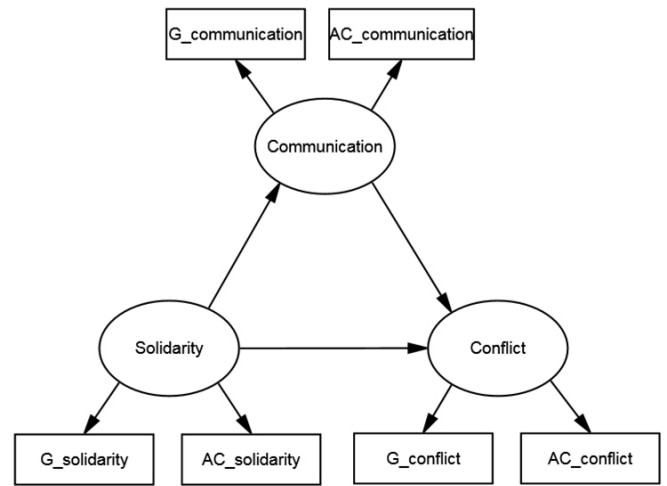 G_communication
AC_communication
Communication
Solidarity
Conflict
G_solidarity
AC_solidarity
G_conflict
AC_conflict